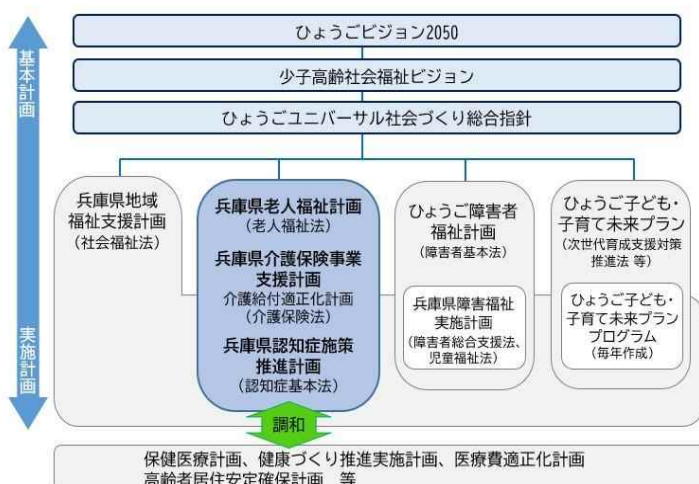 ひょうごビジョン2050
少子高齢社会福祉ビジョン
ひょうごユニバーサル社会づくり総合指針
基本計画
実施計画
兵庫県地域
福祉支援計画
(社会福祉法)
兵庫県老人福祉計画
(老人福祉法)
兵庫県介護保険事業
支援計画
介護給付適正化計画
(介護保険法)
兵庫県認知症施策
推進計画
(認知症基本法)
ひょうご障害者
福祉計画
(障害者基本法)
兵庫県障害福祉
実施計画
(障害者総合支援法、
児童福祉法)
ひょうご子ども・
子育て未来プラン
(次世代育成支援対策
推進法 等)
ひょうご子ども・
子育て未来プラン
プログラム
(毎年作成)
調和
保健医療計画、健康づくり推進実施計画、医療費適正化計画
高齢者居住安定確保計画 等